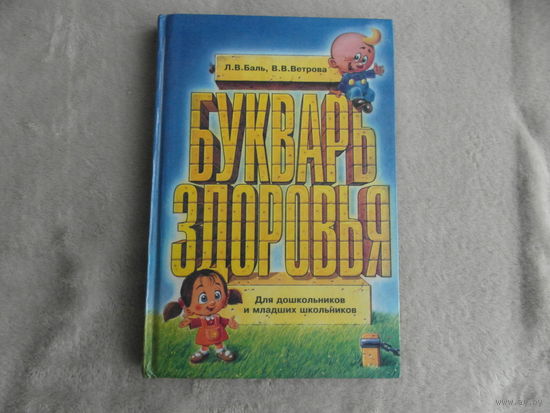 Л.В.Баль, В.В.Ветрова
БУКВАРЬ
ЗДОРОВЬЯ
Для дошкольников
и младших школьников